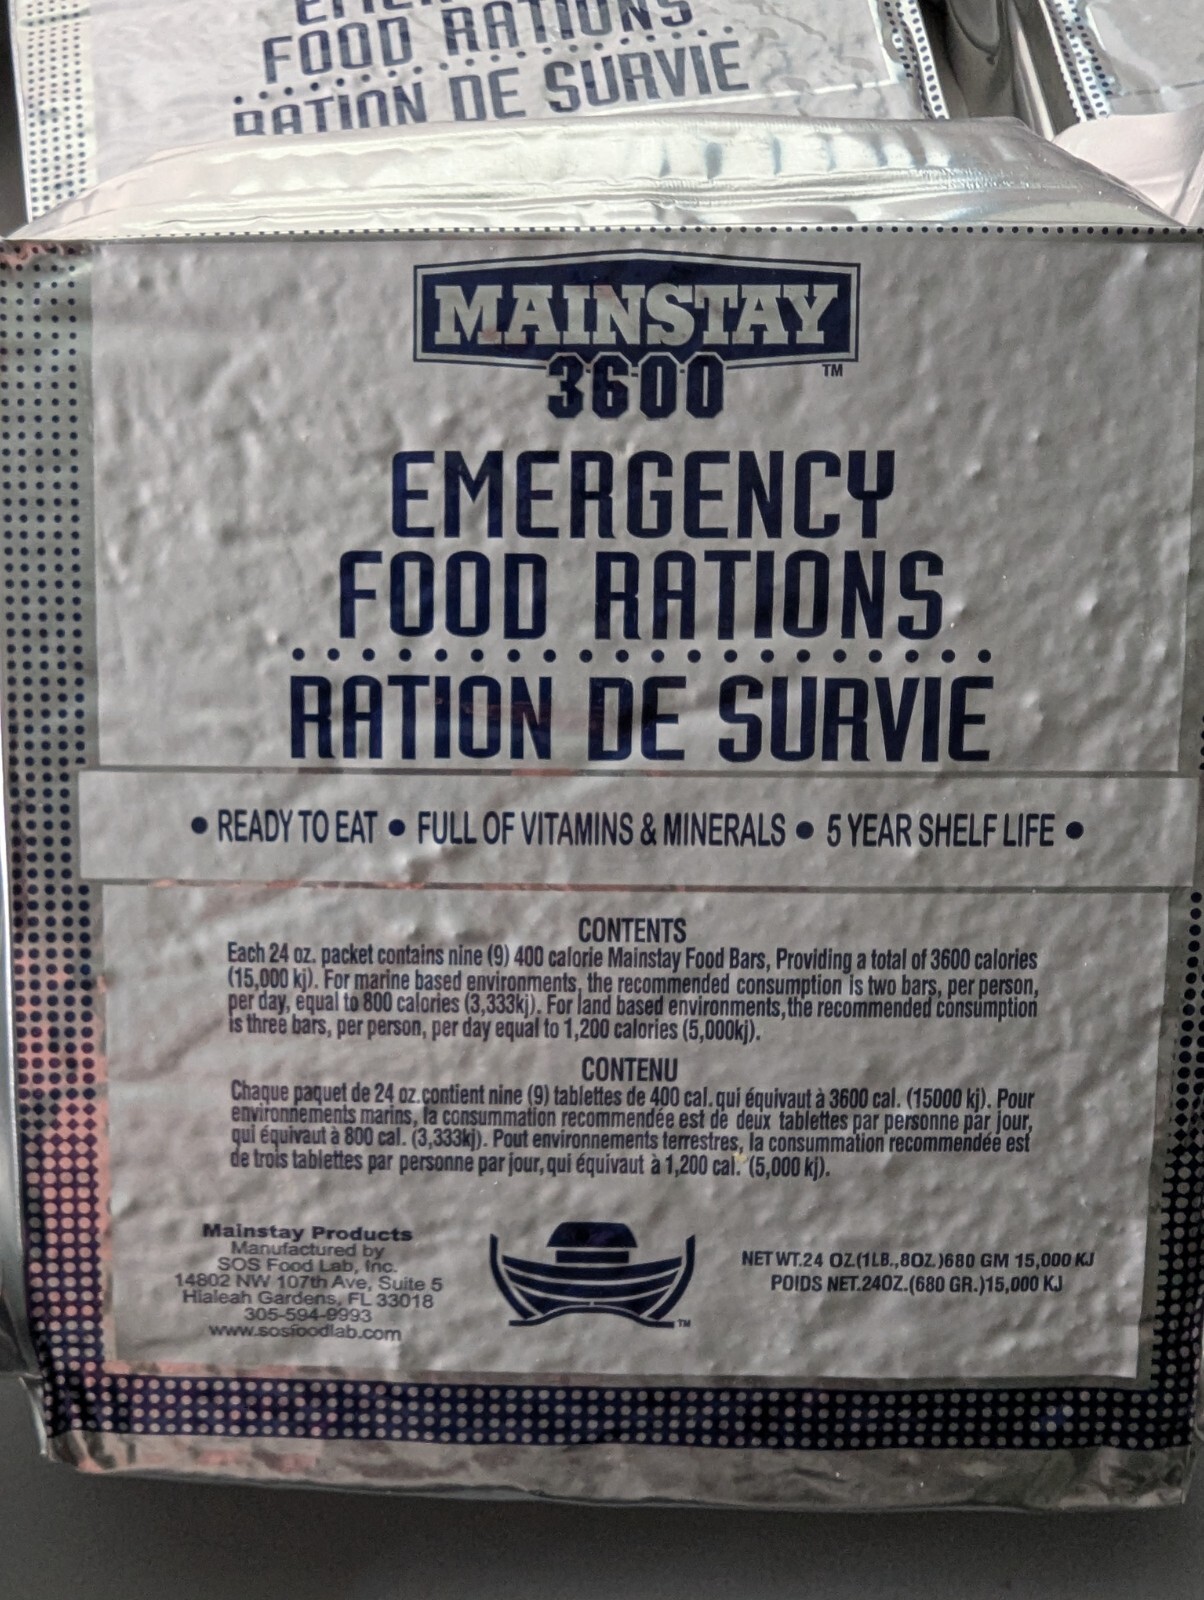 FOOD RATIONS
RATION DE SURVIE
MAINSTAY
3600
TM
EMERGENCY
FOOD RATIONS
RATION DE SURVIE
• READY TO EAT • FULL OF VITAMINS & MINERALS • 5 YEAR SHELF LIFE •
CONTENTS
Each 24 oz. packet contains nine (9) 400 calorie Mainstay Food Bars, Providing a total of 3600 calories
(15,000 kj). For marine based environments, the recommended consumption is two bars, per person,
per day, equal to 800 calories (3,333kj). For land based environments,the recommended consumption
is three bars, per person, per day equal to 1,200 calories (5,000kj).
CONTENU
Chaque paquet de 24 oz.contient nine (9) tablettes de 400 cal.qui équivaut à 3600 cal. (15000 kj). Pour
environnements marins, la consummation recommendée est de deux tablettes par personne par jour,
qui équivaut à 800 cal. (3,333kj). Pout environnements terrestres, la consummation recommendée est
de trois tablettes par personne par jour,qui équivaut à 1,200 cal. (5,000 kj).
Mainstay Products
Manufactured by
SOS Food Lab, Inc.
14802 NW 107th Ave, Suite 5
Hialeah Gardens, FL 33018
305-594-9993
www.sosfoodlab.com
TM
NET WT.24 OZ.(1LB.,8OZ.)680 GM 15,000 KJ
POIDS NET.24OZ.(680 GR.)15,000 KJ